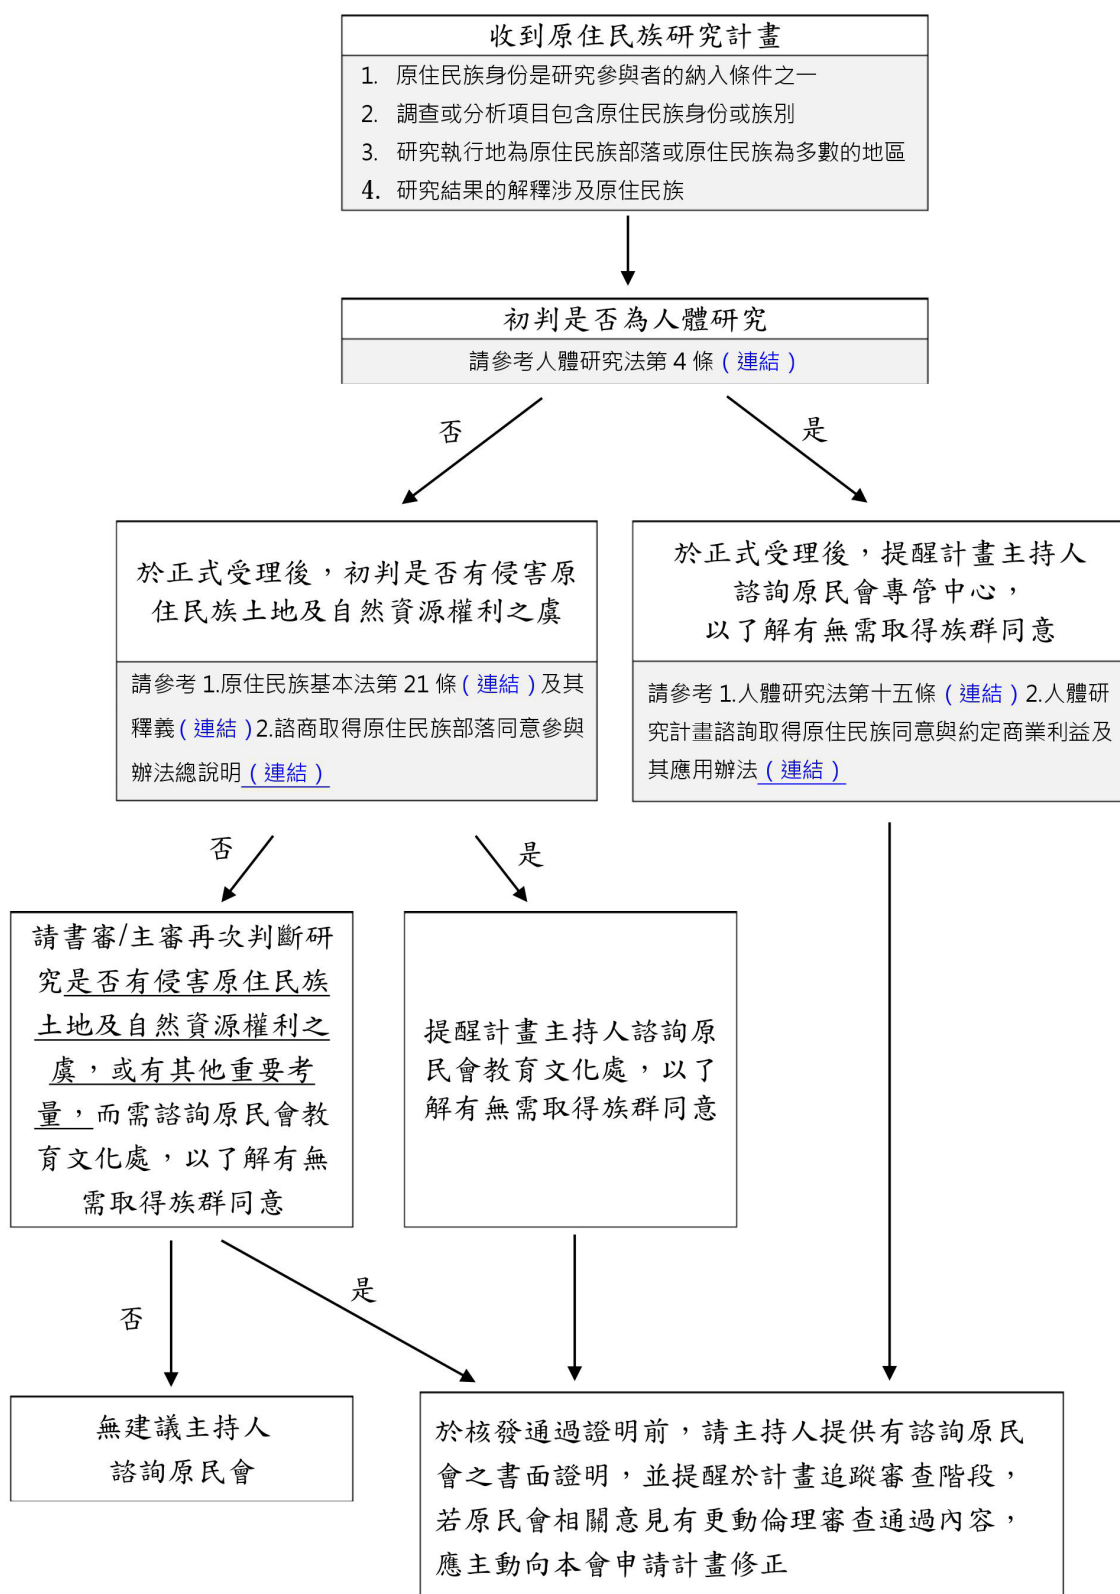 收到原住民族研究計畫
1. 原住民族身份是研究參與者的納入條件之一
2. 調查或分析項目包含原住民族身份或族別
3. 研究執行地為原住民族部落或原住民族為多數的地區
4. 研究結果的解釋涉及原住民族
初判是否為人體研究
請參考人體研究法第 4 條（連結）
否
是
於正式受理後，初判是否有侵害原
住民族土地及自然資源權利之虞
請參考 1.原住民族基本法第 21 條（連結）及其
釋義（連結）2.諮商取得原住民族部落同意參與
辦法總說明（連結）
於正式受理後，提醒計畫主持人
諮詢原民會專管中心，
以了解有無需取得族群同意
請參考 1.人體研究法第十五條（連結）2.人體研
究計畫諮詢取得原住民族同意與約定商業利益及
其應用辦法（連結）
否
是
請書審/主審再次判斷研
究是否有侵害原住民族
土地及自然資源權利之
虞，或有其他重要考
量，而需諮詢原民會教
育文化處，以了解有無
需取得族群同意
提醒計畫主持人諮詢原
民會教育文化處，以了
解有無需取得族群同意
否
是
無建議主持人
諮詢原民會
於核發通過證明前，請主持人提供有諮詢原民
會之書面證明，並提醒於計畫追蹤審查階段，
若原民會相關意見有更動倫理審查通過內容，
應主動向本會申請計畫修正